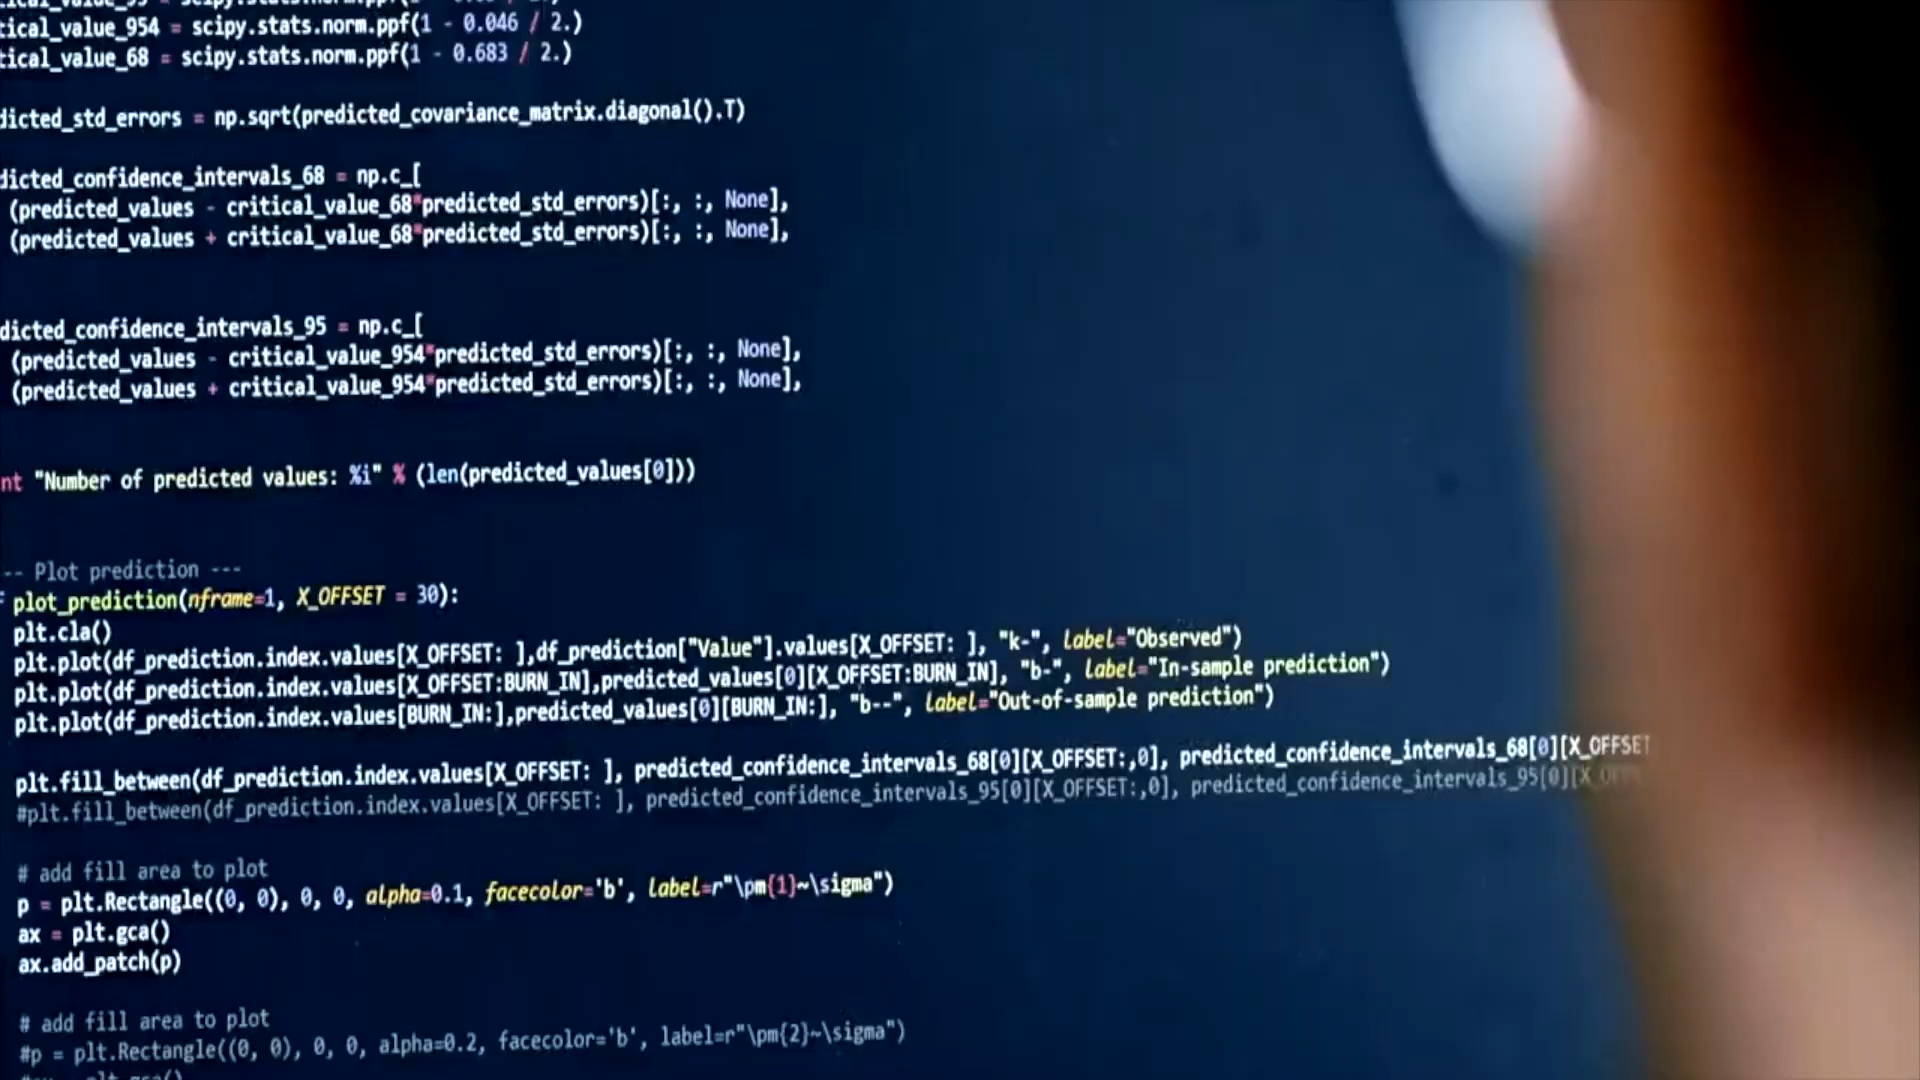 tical_value_954 = scipy.stats.norm.ppf(1 - 0.046 / 2.)
tical_value_68 = scipy.stats.norm.ppf(1 - 0.683 / 2.)
dicted_std_errors = np.sqrt(predicted_covariance_matrix.diagonal().T)
dicted_confidence_intervals_68 = np.c_[
(predicted_values - critical_value_68*predicted_std_errors)[:, :, None],
(predicted_values + critical_value_68*predicted_std_errors)[:, :, None],
dicted_confidence_intervals_95 = np.c_[
(predicted_values - critical_value_954*predicted_std_errors)[:, :, None],
(predicted_values + critical_value_954*predicted_std_errors)[:, :, None],
nt "Number of predicted values: %i" % (len(predicted_values[0]))
-- Plot prediction ---
plot_prediction(nframe=1, X_OFFSET = 30):
plt.cla()
plt.plot(df_prediction.index.values[X_OFFSET: ],df_prediction["Value"].values[X_OFFSET: ], "k-", label="Observed")
plt.plot(df_prediction.index.values[X_OFFSET:BURN_IN],predicted_values[0][X_OFFSET:BURN_IN], "b-", label="In-sample prediction")
plt.plot(df_prediction.index.values[BURN_IN:],predicted_values[0][BURN_IN:], "b--", label="Out-of-sample prediction")
plt.fill_between(df_prediction.index.values[X_OFFSET: ], predicted_confidence_intervals_68[0][X_OFFSET:,0], predicted_confidence_intervals_68[0][X_OFFSET
#plt.fill_between(df_prediction.index.values[X_OFFSET: ], predicted_confidence_intervals_95[0][X_OFFSET:,0], predicted_confidence_intervals_95[0][X_OFF
# add fill area to plot
p = plt.Rectangle((0, 0), 0, 0, alpha=0.1, facecolor='b', label=r"\pm{1}~\sigma")
ax = plt.gca()
ax.add_patch(p)
# add fill area to plot
#p = plt.Rectangle((0, 0), 0, 0, alpha=0.2, facecolor='b', label=r"\pm{2}~\sigma")